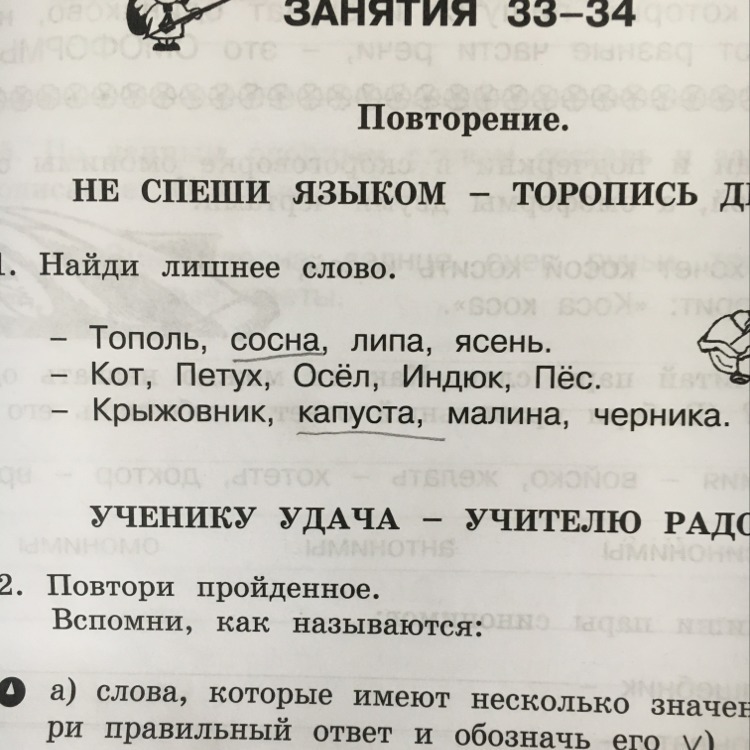 ЗАНЯТИЯ 33–34
Повторение.
НЕ СПЕШИ ЯЗЫКОМ – ТОРОПИСЬ
1. Найди лишнее слово.
– Тополь, сосна, липа, ясень.
– Кот, Петух, Осёл, Индюк, Пёс.
– Крыжовник, капуста, малина, черника.
УЧЕНИКУ УДАЧА – УЧИТЕЛЮ
2. Повтори пройденное.
Вспомни, как называются:
а) слова, которые имеют несколько
ри правильный ответ и обозначь его